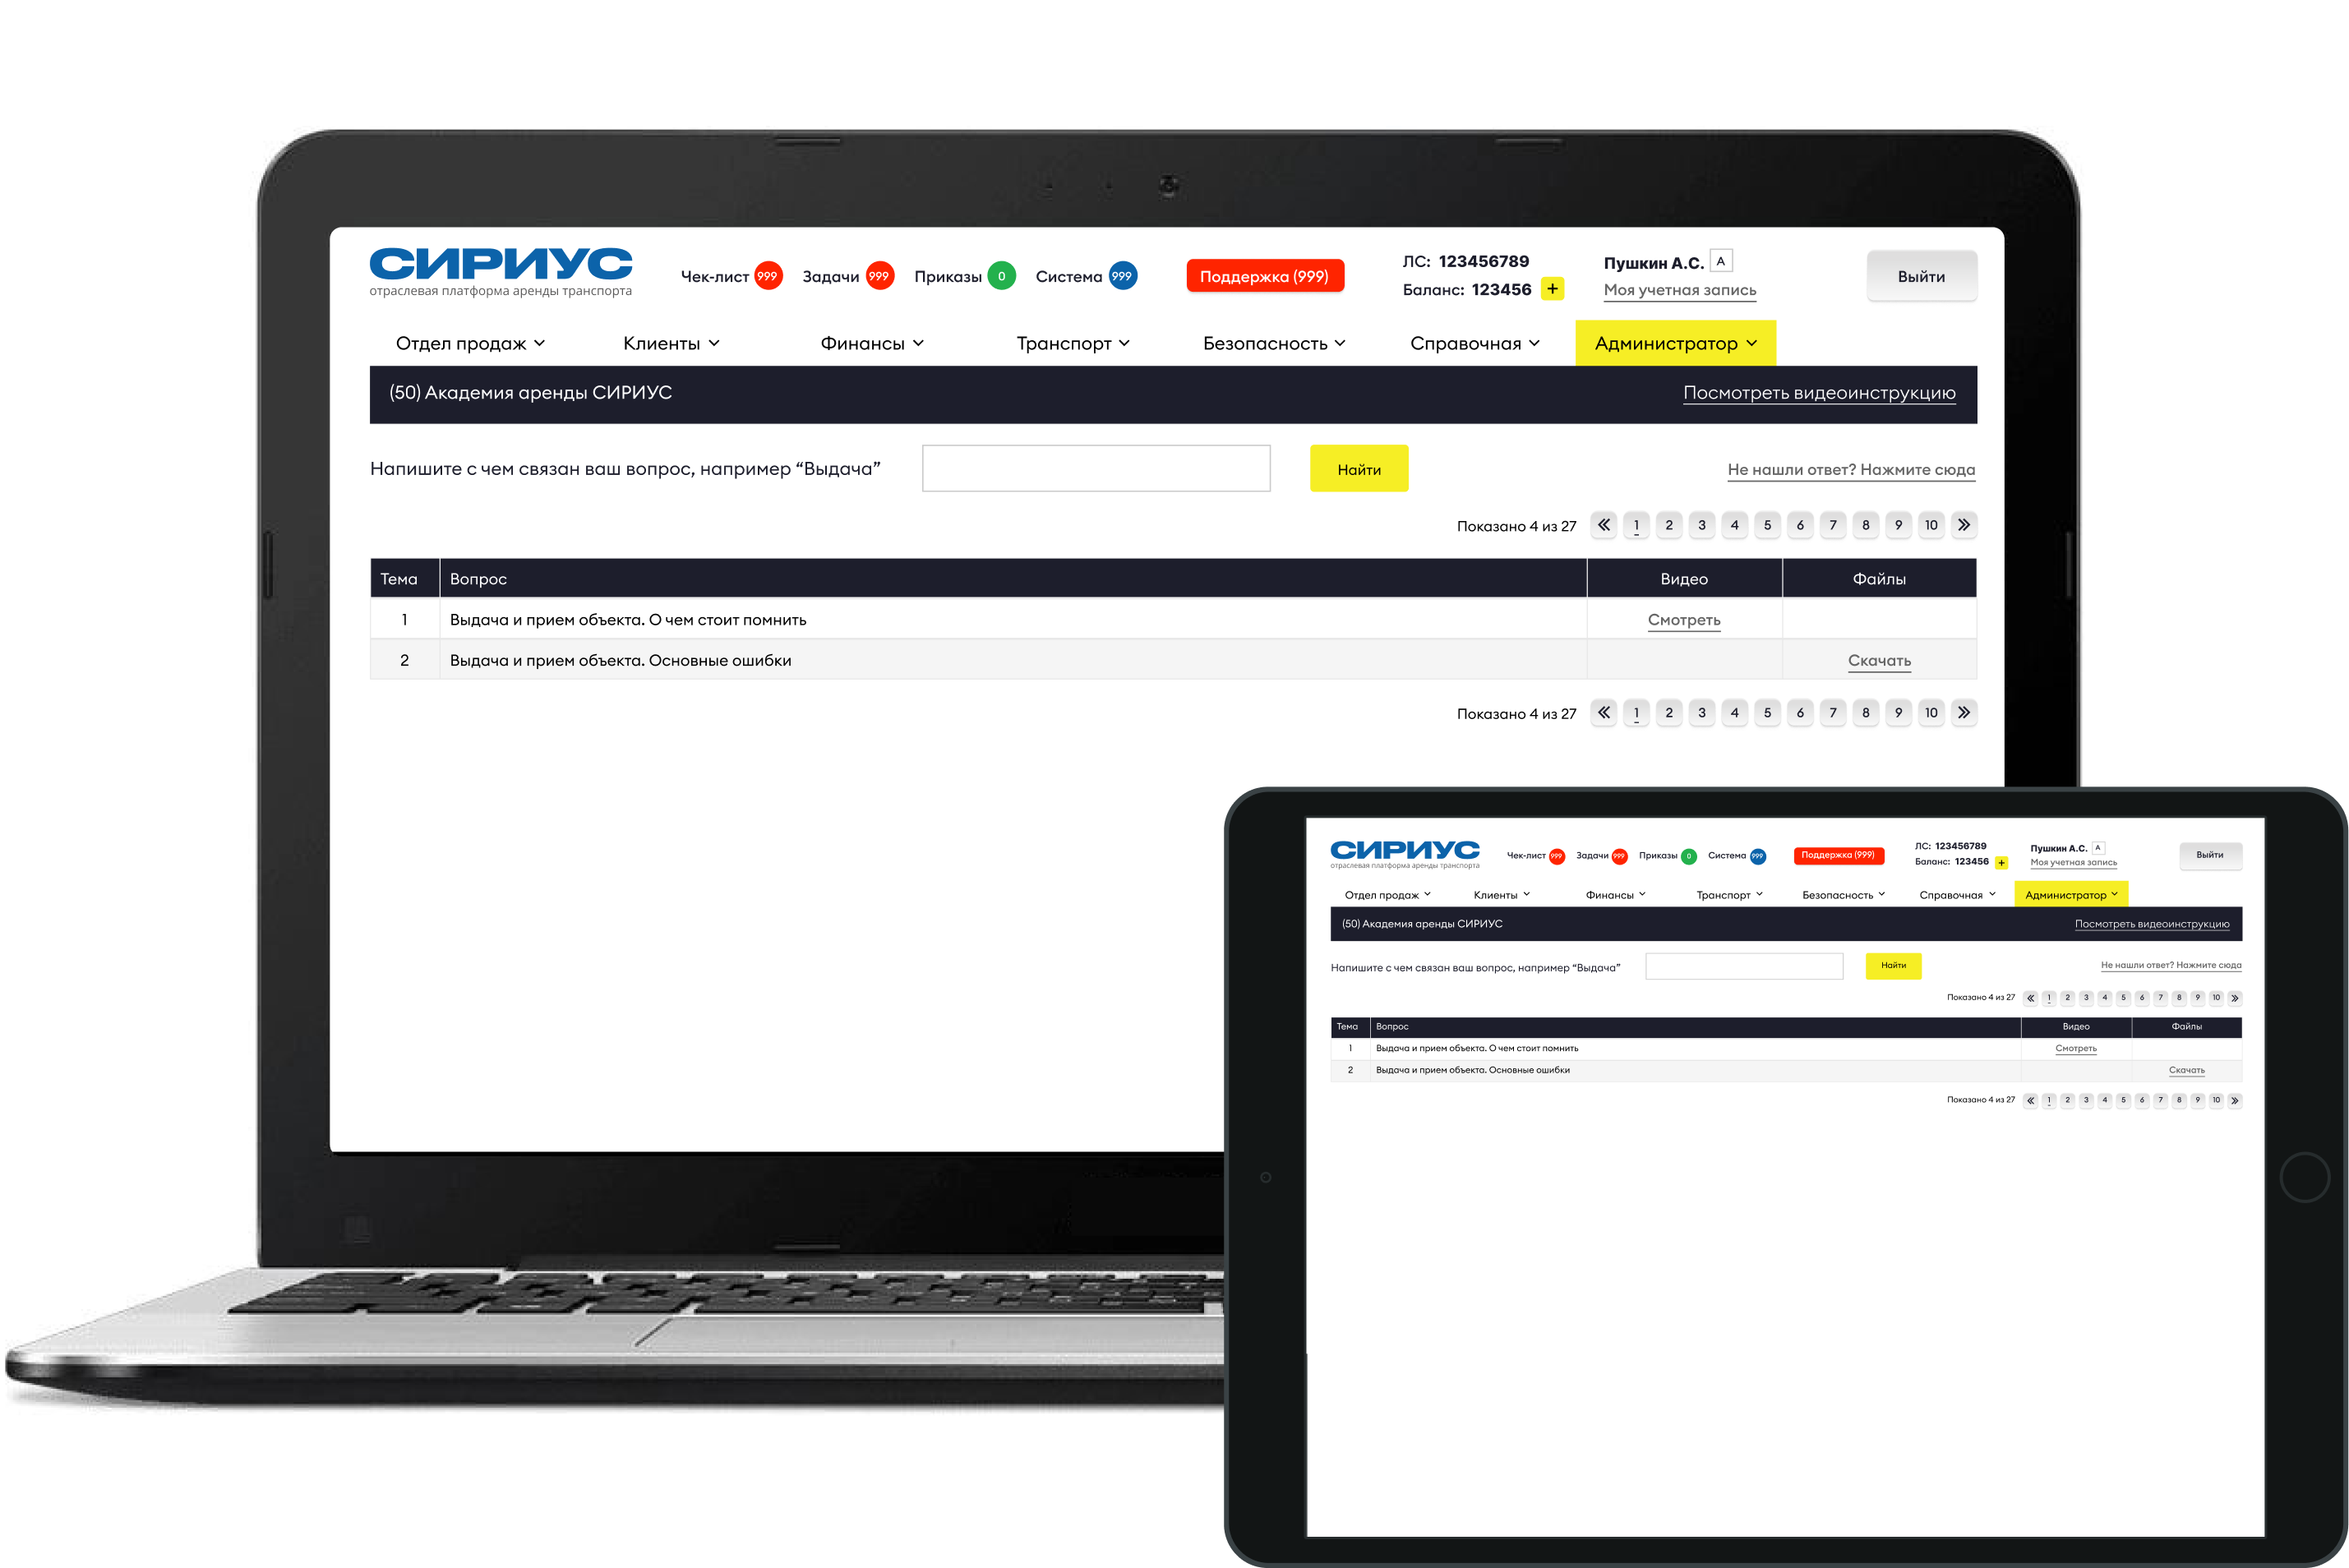 СИРИУС
отраслевая платформа аренды транспорта
Чек-лист 999 Задачи 999 Приказы 0 Система 999
Поддержка (999)
ЛС: 123456789
Баланс: 123456 +
Пушкин А.С. А
Моя учетная запись
Выйти
Отдел продаж Клиенты Финансы Транспорт Безопасность Справочная Администратор
(50) Академия аренды СИРИУС Посмотреть видеоинструкцию
Напишите с чем связан ваш вопрос, например “Выдача” Найти Не нашли ответ? Нажмите сюда
Показано 4 из 27 « 1 2 3 4 5 6 7 8 9 10 »
Тема Вопрос Видео Файлы
1 Выдача и прием объекта. О чем стоит помнить Смотреть
2 Выдача и прием объекта. Основные ошибки Скачать
Показано 4 из 27 « 1 2 3 4 5 6 7 8 9 10 »
СИРИУС
отраслевая платформа аренды транспорта
Чек-лист 999 Задачи 999 Приказы 0 Система 999
Поддержка (999)
ЛС: 123456789
Баланс: 123456 +
Пушкин А.С. А
Моя учетная запись
Выйти
Отдел продаж Клиенты Финансы Транспорт Безопасность Справочная Администратор
(50) Академия аренды СИРИУС Посмотреть видеоинструкцию
Напишите с чем связан ваш вопрос, например “Выдача” Найти Не нашли ответ? Нажмите сюда
Показано 4 из 27 « 1 2 3 4 5 6 7 8 9 10 »
Тема Вопрос Видео Файлы
1 Выдача и прием объекта. О чем стоит помнить Смотреть
2 Выдача и прием объекта. Основные ошибки Скачать
Показано 4 из 27 « 1 2 3 4 5 6 7 8 9 10 »